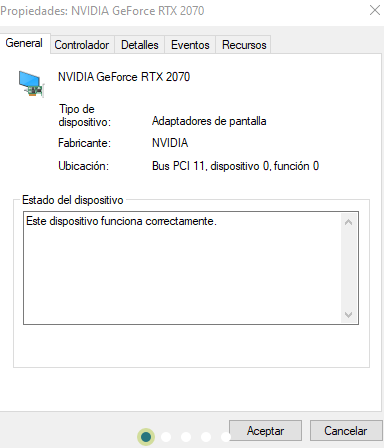 Propiedades: NVIDIA GeForce RTX 2070
General Controlador Detalles Eventos Recursos
NVIDIA GeForce RTX 2070
Tipo de
dispositivo: Adaptadores de pantalla
Fabricante: NVIDIA
Ubicación: Bus PCI 11, dispositivo 0, función 0
Estado del dispositivo
Este dispositivo funciona correctamente.
Aceptar Cancelar